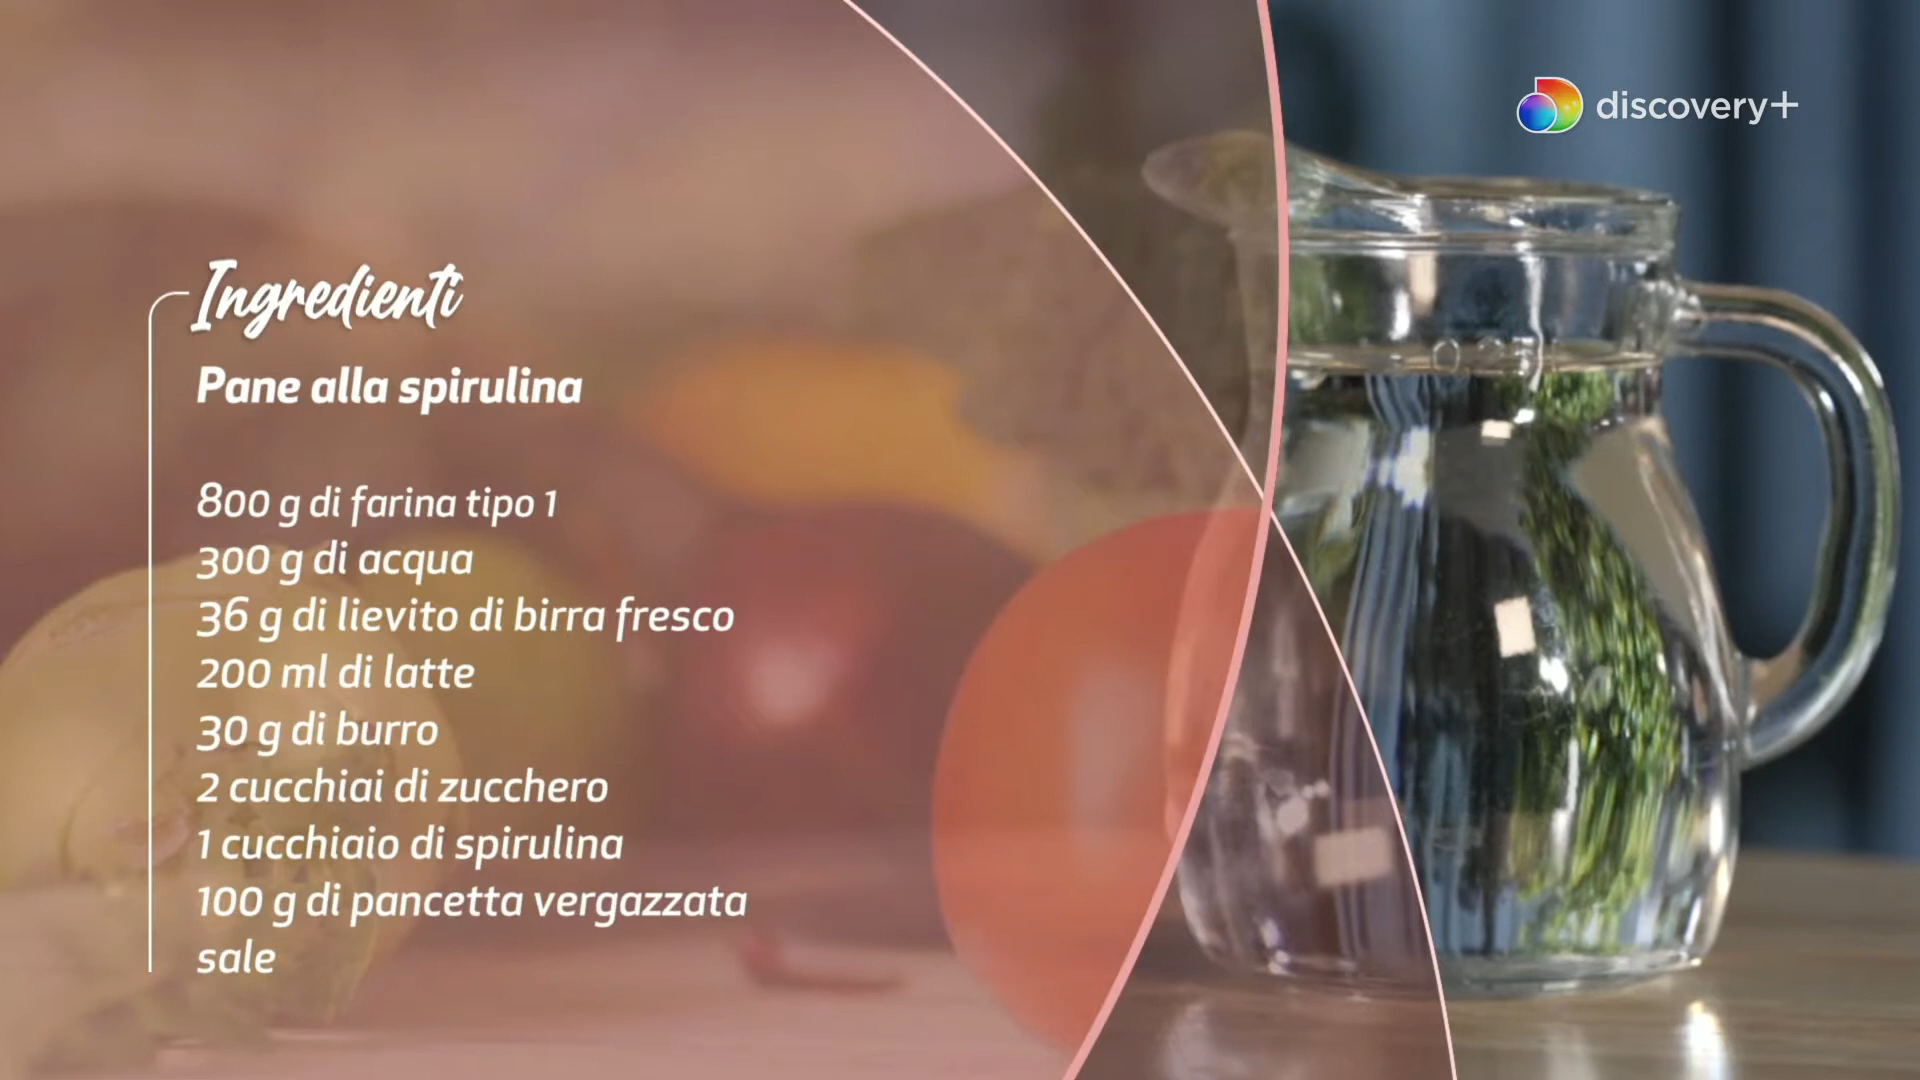 discovery+
Ingredienti
Pane alla spirulina
800 g di farina tipo 1
300 g di acqua
36 g di lievito di birra fresco
200 ml di latte
30 g di burro
2 cucchiai di zucchero
1 cucchiaio di spirulina
100 g di pancetta vergazzata
sale